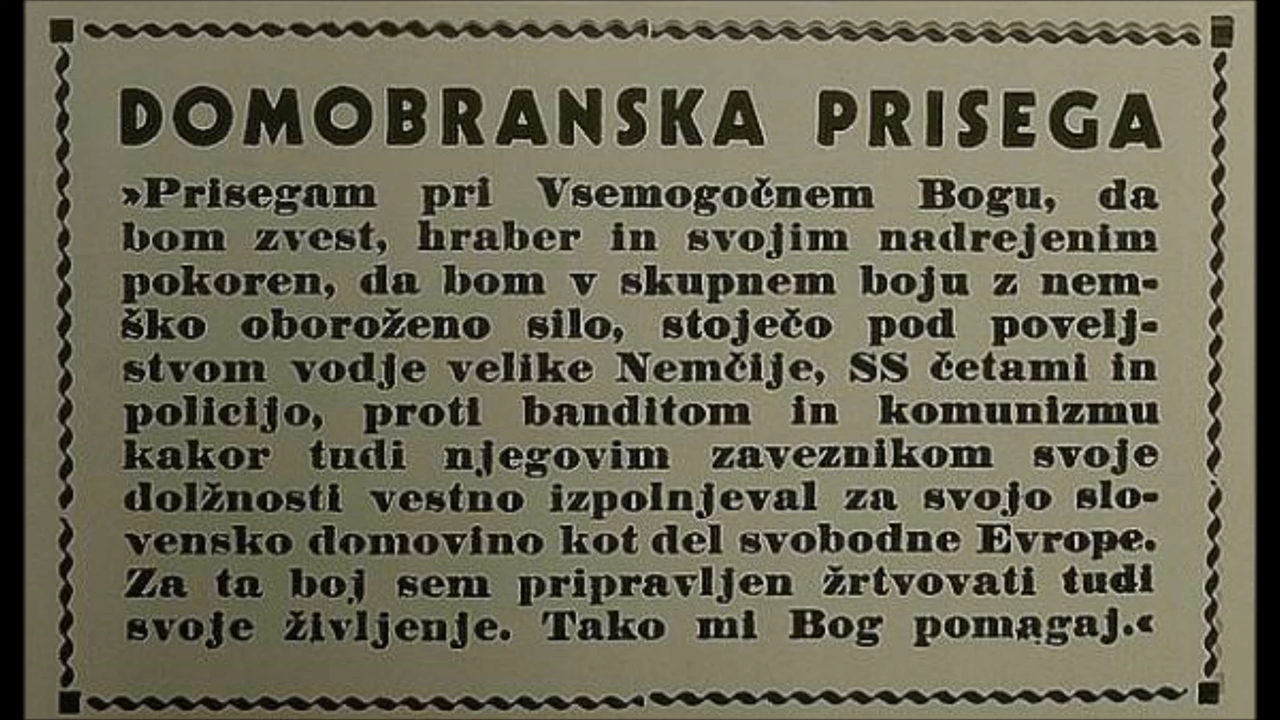 DOMOBRANSKA PRISEGA
»Prisegam pri Vsemogočnem Bogu, da
bom zvest, hraber in svojim nadrejenim
pokoren, da bom v skupnem boju z nem-
ško oboroženo silo, stoječo pod povelj-
stvom vodje velike Nemčije, SS četami in
policijo, proti banditom in komunizmu
kakor tudi njegovim zaveznikom svoje
dolžnosti vestno izpolnjeval za svojo slo-
vensko domovino kot del svobodne Evrope.
Za ta boj sem pripravljen žrtvovati tudi
svoje življenje. Tako mi Bog pomagaj.«